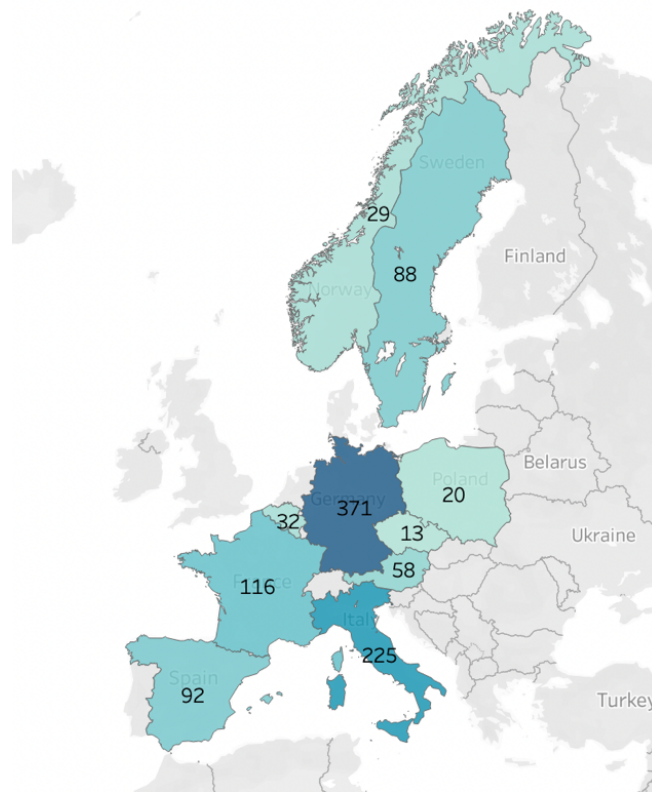 Sweden
29
Finland
88
Norway
Belarus
Poland
Germany
20
371
32
13
Ukraine
58
France
116
Italy
225
Spain
92
Turkey